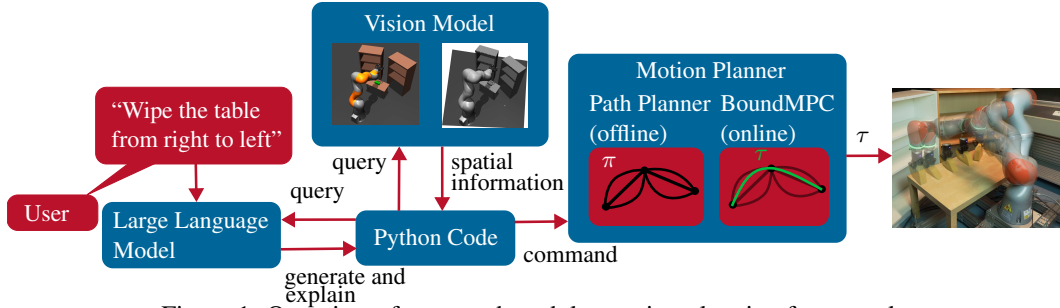 Vision Model
Motion Planner
Path Planner
(offline)
BoundMPC
(online)
π
τ
τ
“Wipe the table
from right to left”
User
Large Language
Model
query
query
spatial
information
Python Code
command
generate and
explain